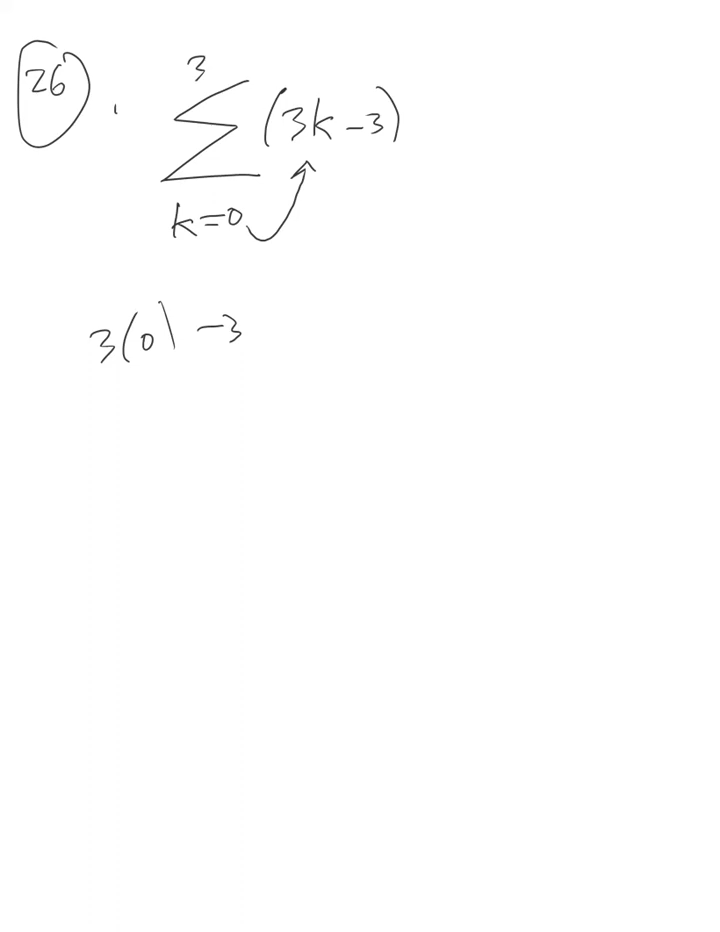 26.
3
∑ (3k-3)
k=0
3(0) -3